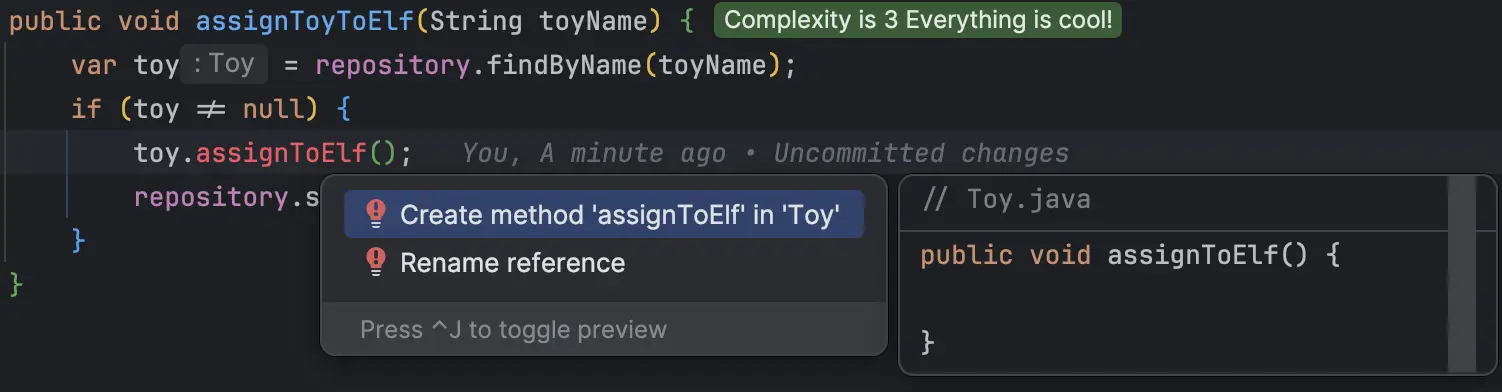 public void assignToyToElf(String toyName) { Complexity is 3 Everything is cool!
var toy : Toy = repository.findByName(toyName);
if (toy ≠ null) {
toy.assignToElf(); You, A minute ago • Uncommitted changes
repository.s
}
}
Create method 'assignToElf' in 'Toy'
Rename reference
Press ^J to toggle preview
// Toy.java
public void assignToElf() {
}